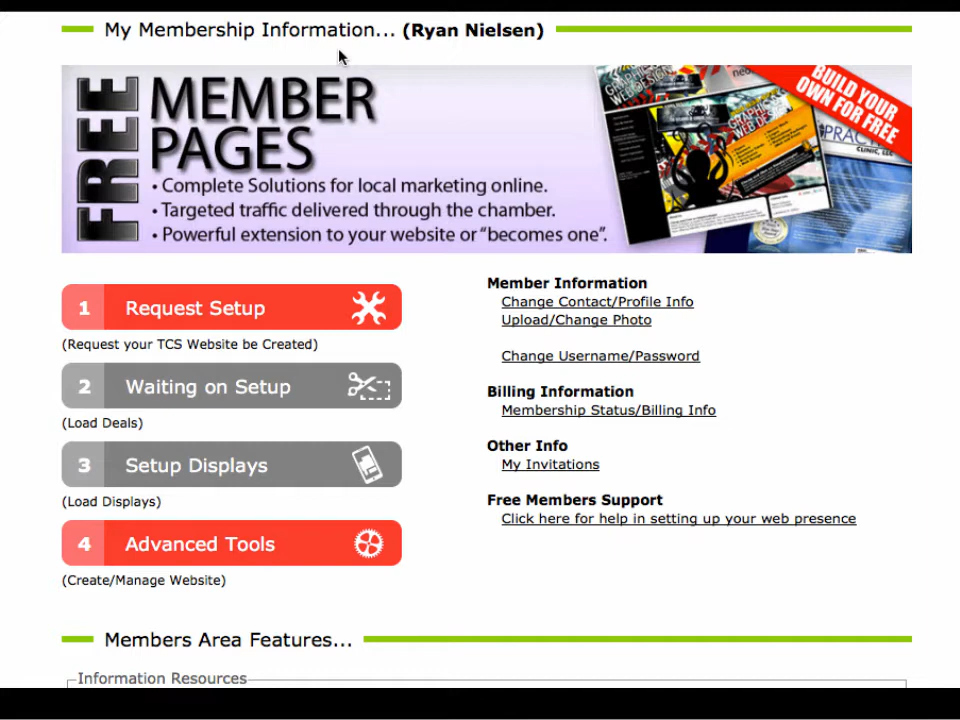 My Membership Information... (Ryan Nielsen)
FREE
MEMBER
PAGES
• Complete Solutions for local marketing online.
• Targeted traffic delivered through the chamber.
• Powerful extension to your website or “becomes one”.
BUILD YOUR
OWN FOR FREE
GRAPHIC
WEB DESIGN
CLINIC, LLC
1 Request Setup
(Request your TCS Website be Created)
2 Waiting on Setup
(Load Deals)
3 Setup Displays
(Load Displays)
4 Advanced Tools
(Create/Manage Website)
Member Information
Change Contact/Profile Info
Upload/Change Photo
Change Username/Password
Billing Information
Membership Status/Billing Info
Other Info
My Invitations
Free Members Support
Click here for help in setting up your web presence
Members Area Features...
Information Resources